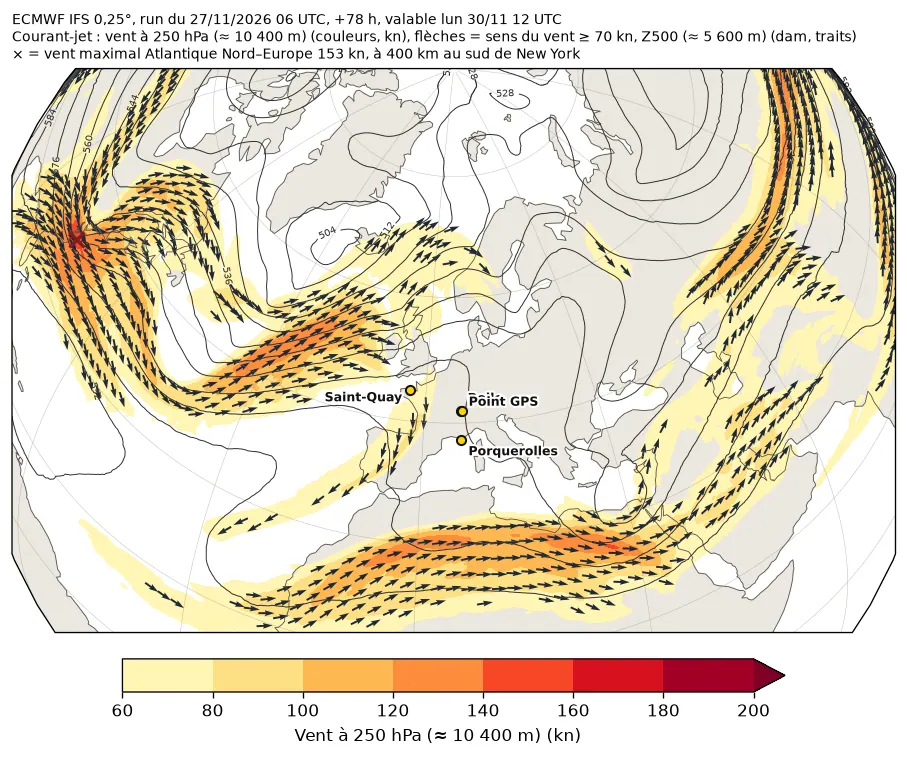 ECMWF IFS 0,25°, run du 27/11/2026 06 UTC, +78 h, valable lun 30/11 12 UTC
Courant-jet : vent à 250 hPa (≈ 10 400 m) (couleurs, kn), flèches = sens du vent ≥ 70 kn, Z500 (≈ 5 600 m) (dam, traits)
× = vent maximal Atlantique Nord–Europe 153 kn, à 400 km au sud de New York
528
544
584
560
504
512
536
Saint-Quay
Point GPS
Porquerolles
60 80 100 120 140 160 180 200
Vent à 250 hPa (≈ 10 400 m) (kn)